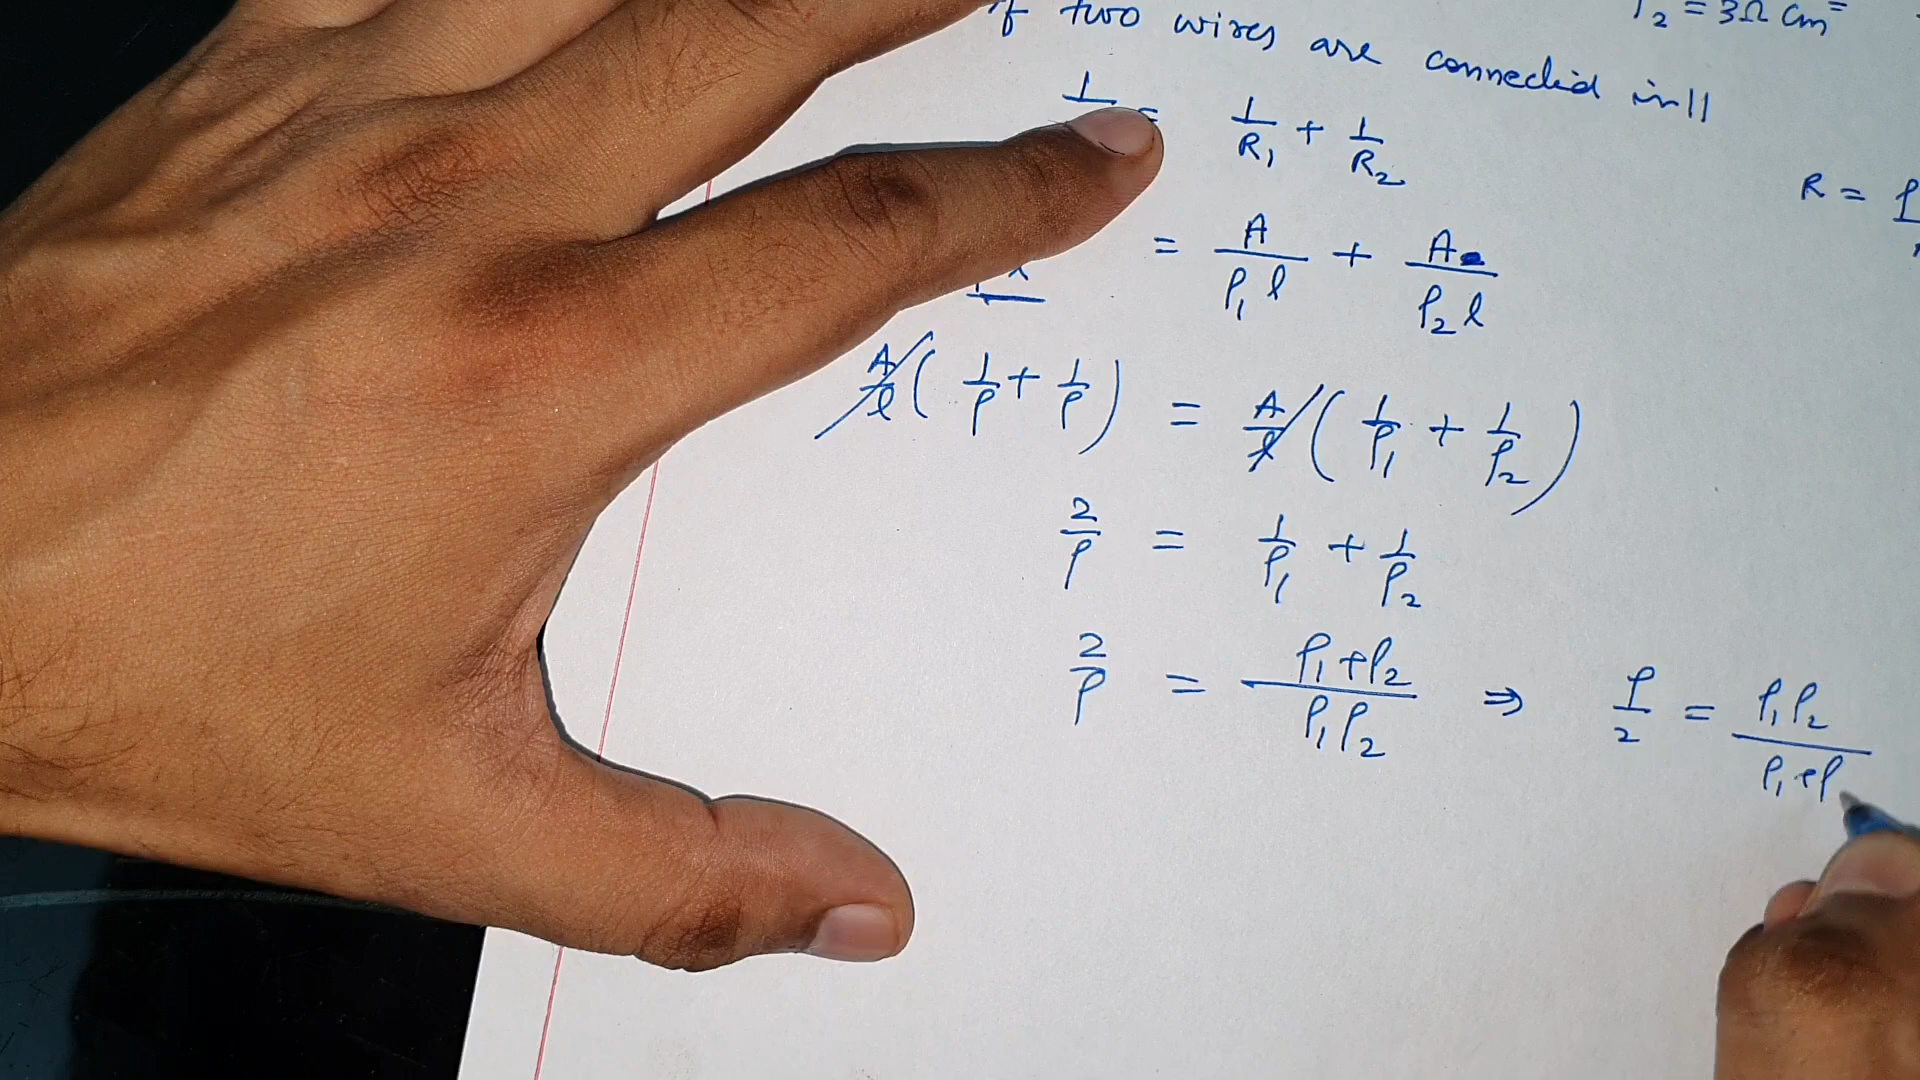 two wires are connected in ||
ρ₂ = 3Ω cm
1 = 1/R₁ + 1/R₂
R = ρ
= A/ρ₁l + A/ρ₂l
A/l ( 1/ρ + 1/ρ ) = A/l ( 1/ρ₁ + 1/ρ₂ )
2/ρ = 1/ρ₁ + 1/ρ₂
2/ρ = ρ₁+ρ₂/ρ₁ρ₂ ⇒ ρ/2 = ρ₁ρ₂/ρ₁+ρ